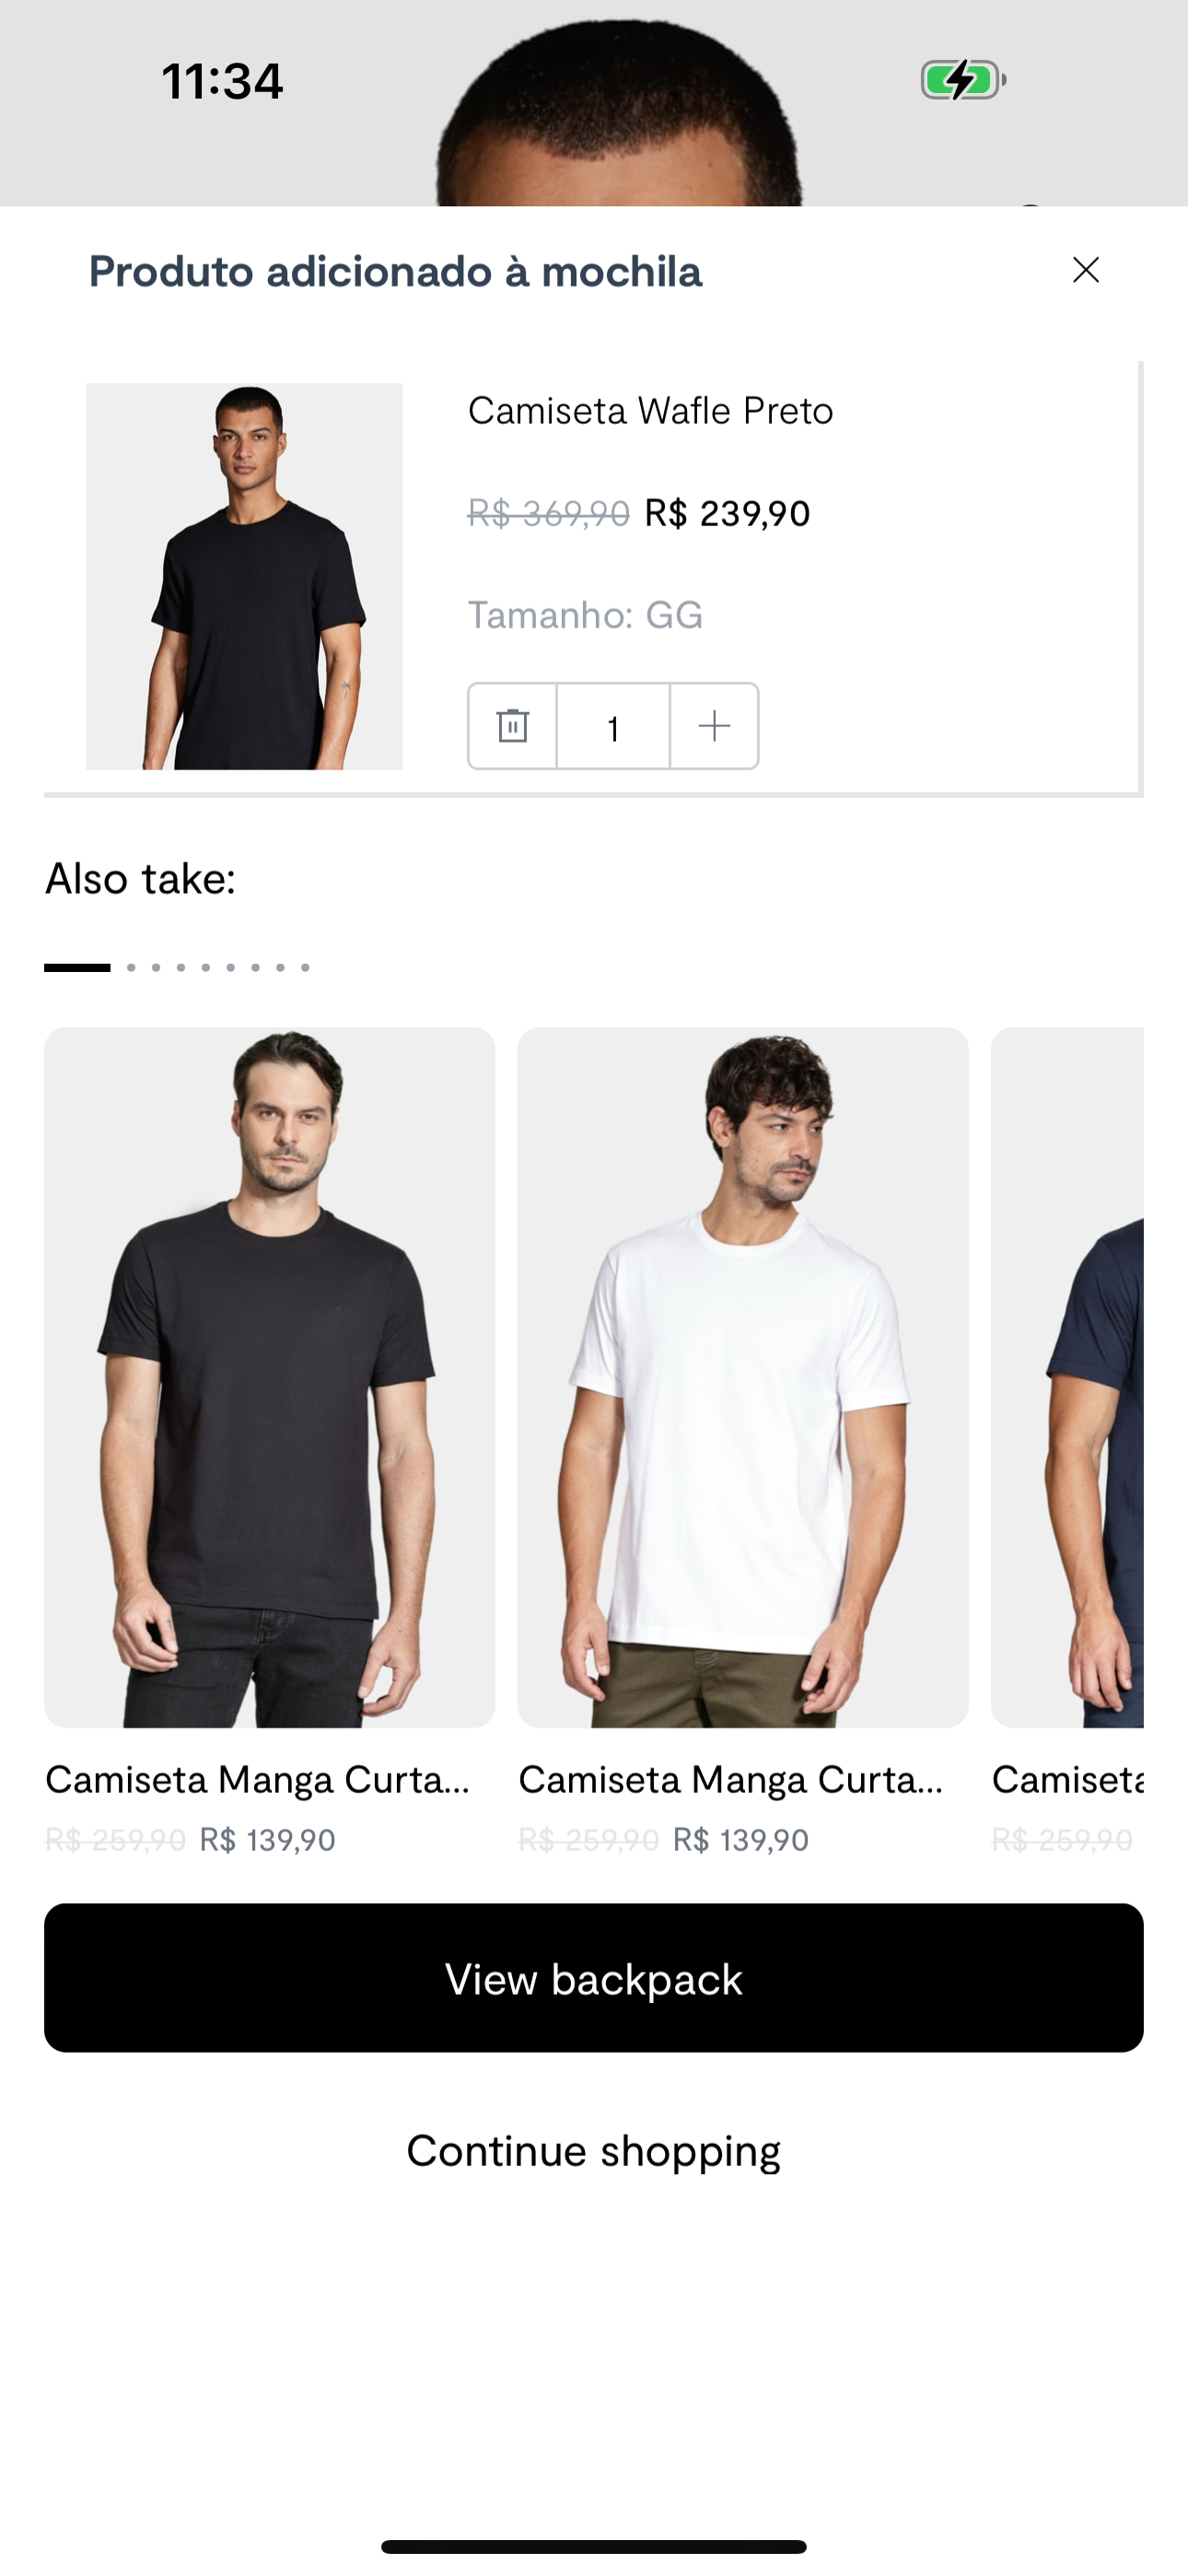 11:34
Produto adicionado à mochila
Camiseta Wafle Preto
R$ 369,90 R$ 239,90
Tamanho: GG
1
Also take:
Camiseta Manga Curta... Camiseta Manga Curta... Camiseta
R$ 259,90 R$ 139,90 R$ 259,90 R$ 139,90 R$ 259,90
View backpack
Continue shopping